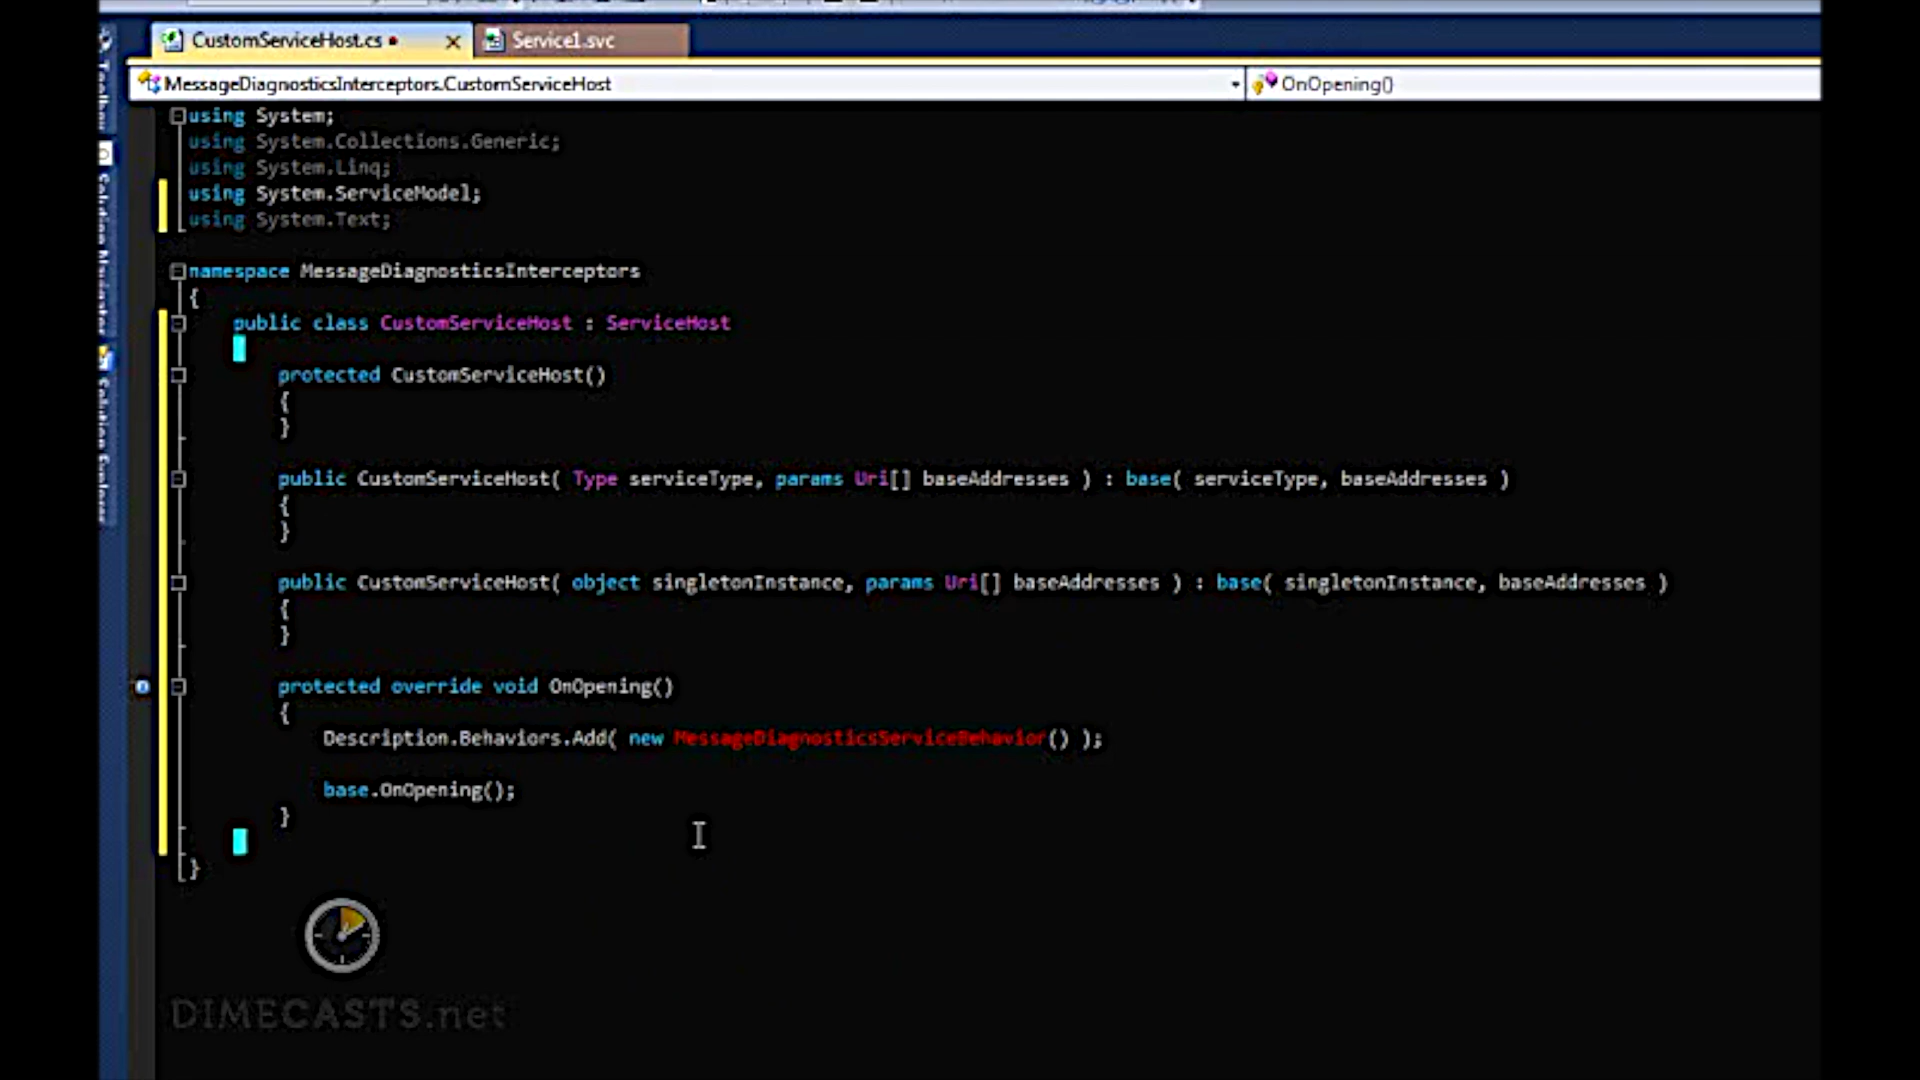 CustomServiceHost.cs
Service1.svc
MessageDiagnosticsInterceptors.CustomServiceHost
OnOpening()
using System;
using System.Collections.Generic;
using System.Linq;
using System.ServiceModel;
using System.Text;
namespace MessageDiagnosticsInterceptors
{
public class CustomServiceHost : ServiceHost
protected CustomServiceHost()
{
}
public CustomServiceHost( Type serviceType, params Uri[] baseAddresses ) : base( serviceType, baseAddresses )
{
}
public CustomServiceHost( object singletonInstance, params Uri[] baseAddresses ) : base( singletonInstance, baseAddresses )
{
}
protected override void OnOpening()
{
Description.Behaviors.Add( new MessageDiagnosticsServiceBehavior() );
base.OnOpening();
}
}
DIMECASTS.net